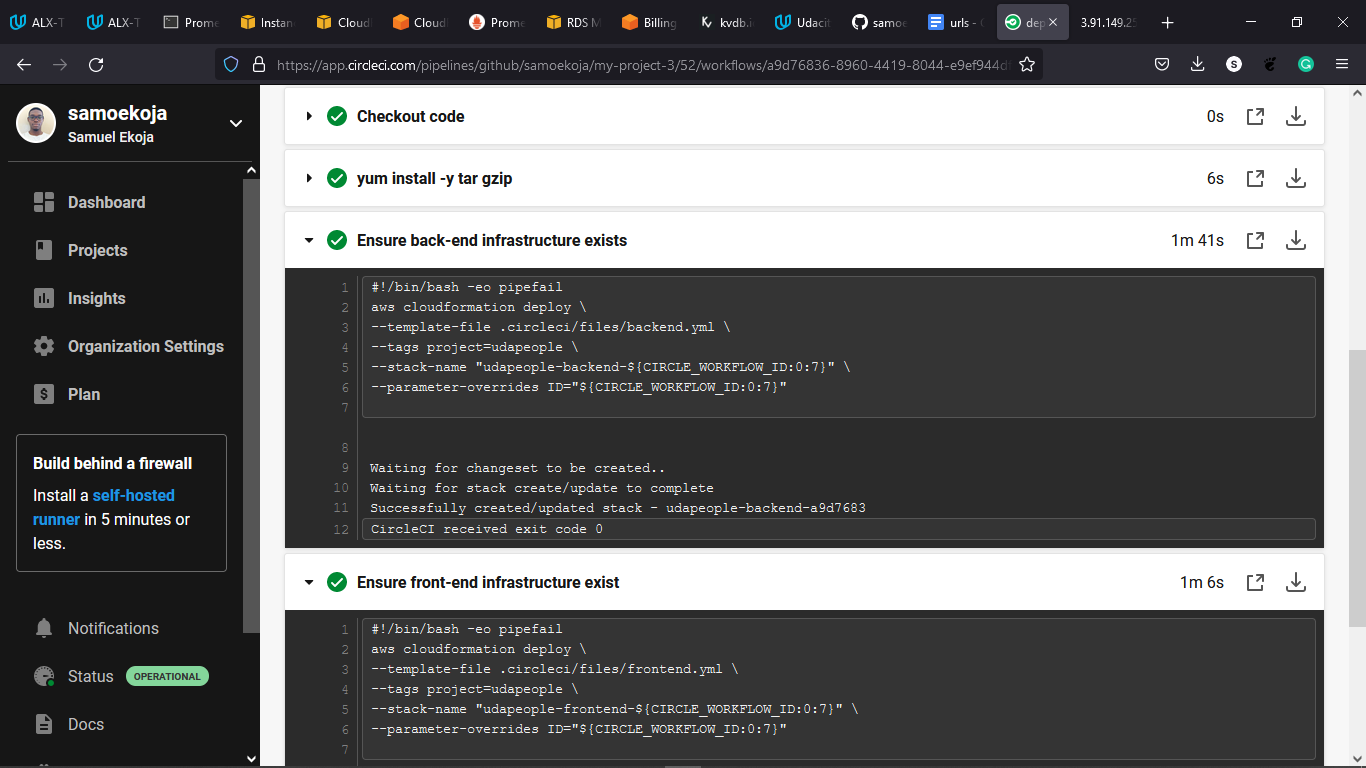 ALX-T
ALX-T
Prome
Instan
Cloudl
Cloudl
Prome
RDS M
Billing
kvdb.i
Udacit
samoe
urls -
dep
3.91.149.25
https://app.circleci.com/pipelines/github/samoekoja/my-project-3/52/workflows/a9d76836-8960-4419-8044-e9ef944d
samoekoja
Samuel Ekoja
Dashboard
Projects
Insights
Organization Settings
Plan
Build behind a firewall
Install a self-hosted
runner in 5 minutes or
less.
Notifications
Status OPERATIONAL
Docs
Checkout code 0s
yum install -y tar gzip 6s
Ensure back-end infrastructure exists 1m 41s
1 #!/bin/bash -eo pipefail
2 aws cloudformation deploy \
3 --template-file .circleci/files/backend.yml \
4 --tags project=udapeople \
5 --stack-name "udapeople-backend-${CIRCLE_WORKFLOW_ID:0:7}" \
6 --parameter-overrides ID="${CIRCLE_WORKFLOW_ID:0:7}"
7
8
9 Waiting for changeset to be created..
10 Waiting for stack create/update to complete
11 Successfully created/updated stack - udapeople-backend-a9d7683
12 CircleCI received exit code 0
Ensure front-end infrastructure exist 1m 6s
1 #!/bin/bash -eo pipefail
2 aws cloudformation deploy \
3 --template-file .circleci/files/frontend.yml \
4 --tags project=udapeople \
5 --stack-name "udapeople-frontend-${CIRCLE_WORKFLOW_ID:0:7}" \
6 --parameter-overrides ID="${CIRCLE_WORKFLOW_ID:0:7}"
7